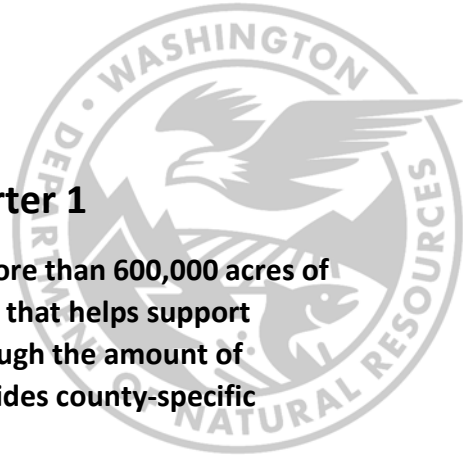 WASHINGTON
DEPARTMENT OF NATURAL RESOURCES
rter 1
ore than 600,000 acres of
that helps support
ugh the amount of
ides county-specific